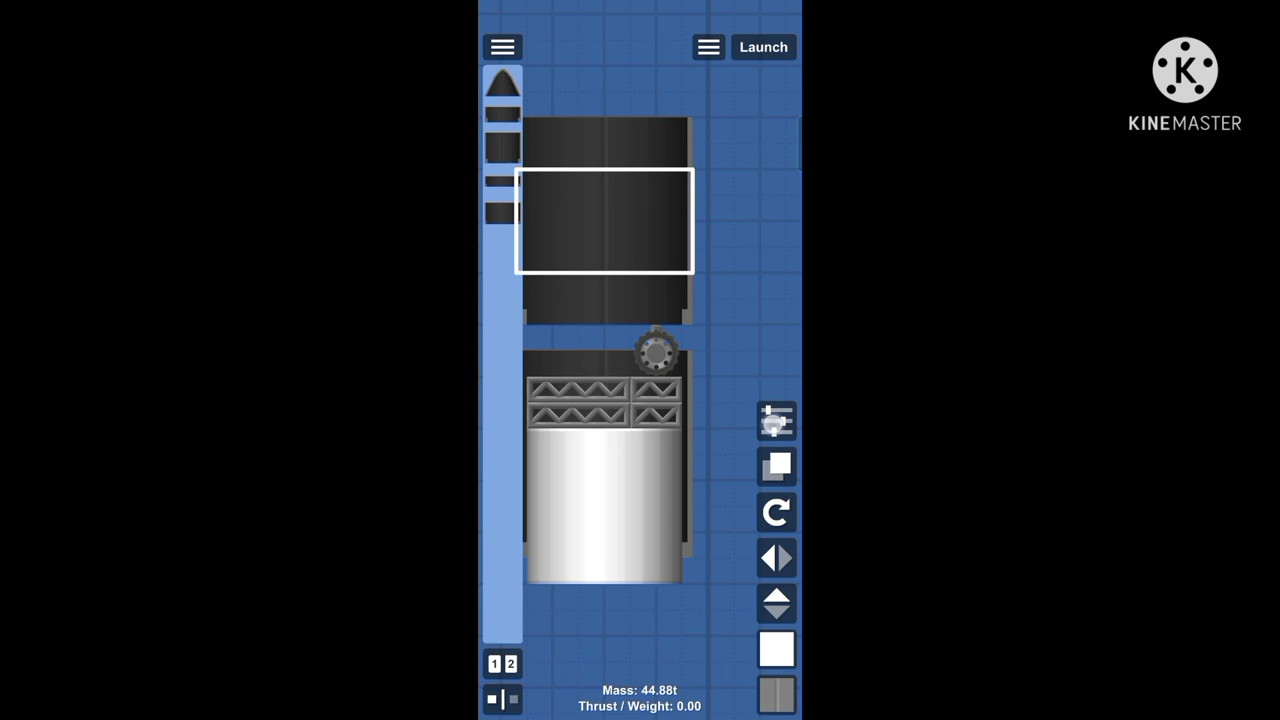 Launch
K
KINEMASTER
1 2
Mass: 44.88t
Thrust / Weight: 0.00